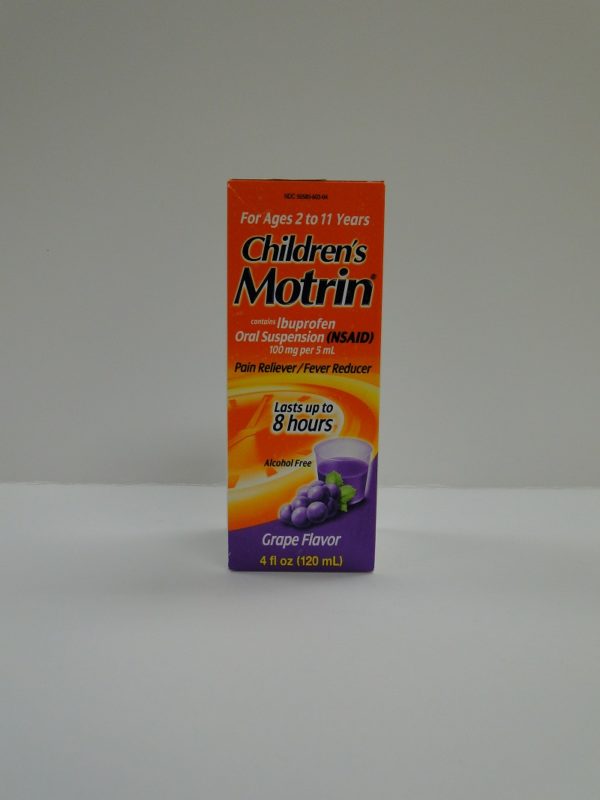 For Ages 2 to 11 Years
Children's
Motrin®
contains Ibuprofen
Oral Suspension (NSAID)
100 mg per 5 mL
Pain Reliever/Fever Reducer
Lasts up to
8 hours
Alcohol Free
Grape Flavor
4 fl oz (120 mL)